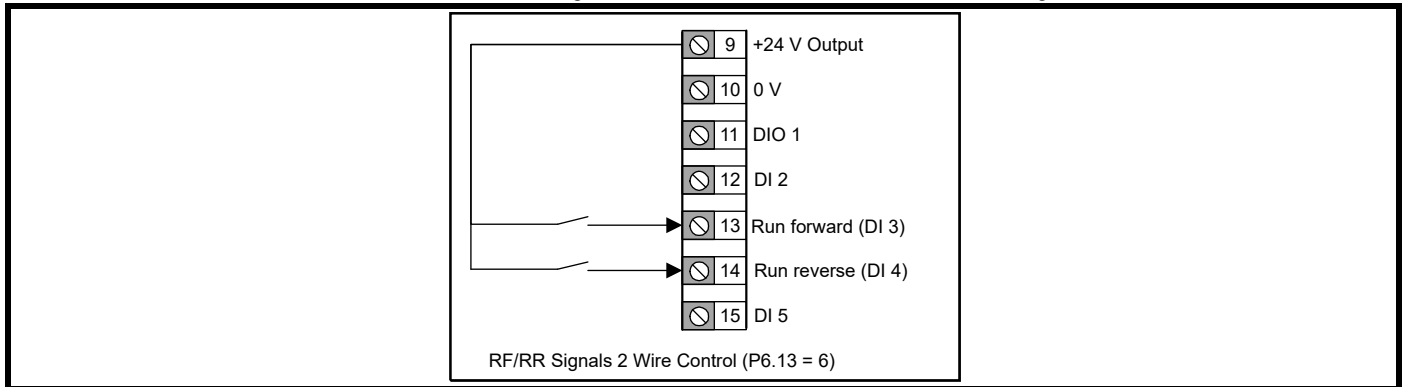 9 +24 V Output
10 0 V
11 DIO 1
12 DI 2
13 Run forward (DI 3)
14 Run reverse (DI 4)
15 DI 5
RF/RR Signals 2 Wire Control (P6.13 = 6)